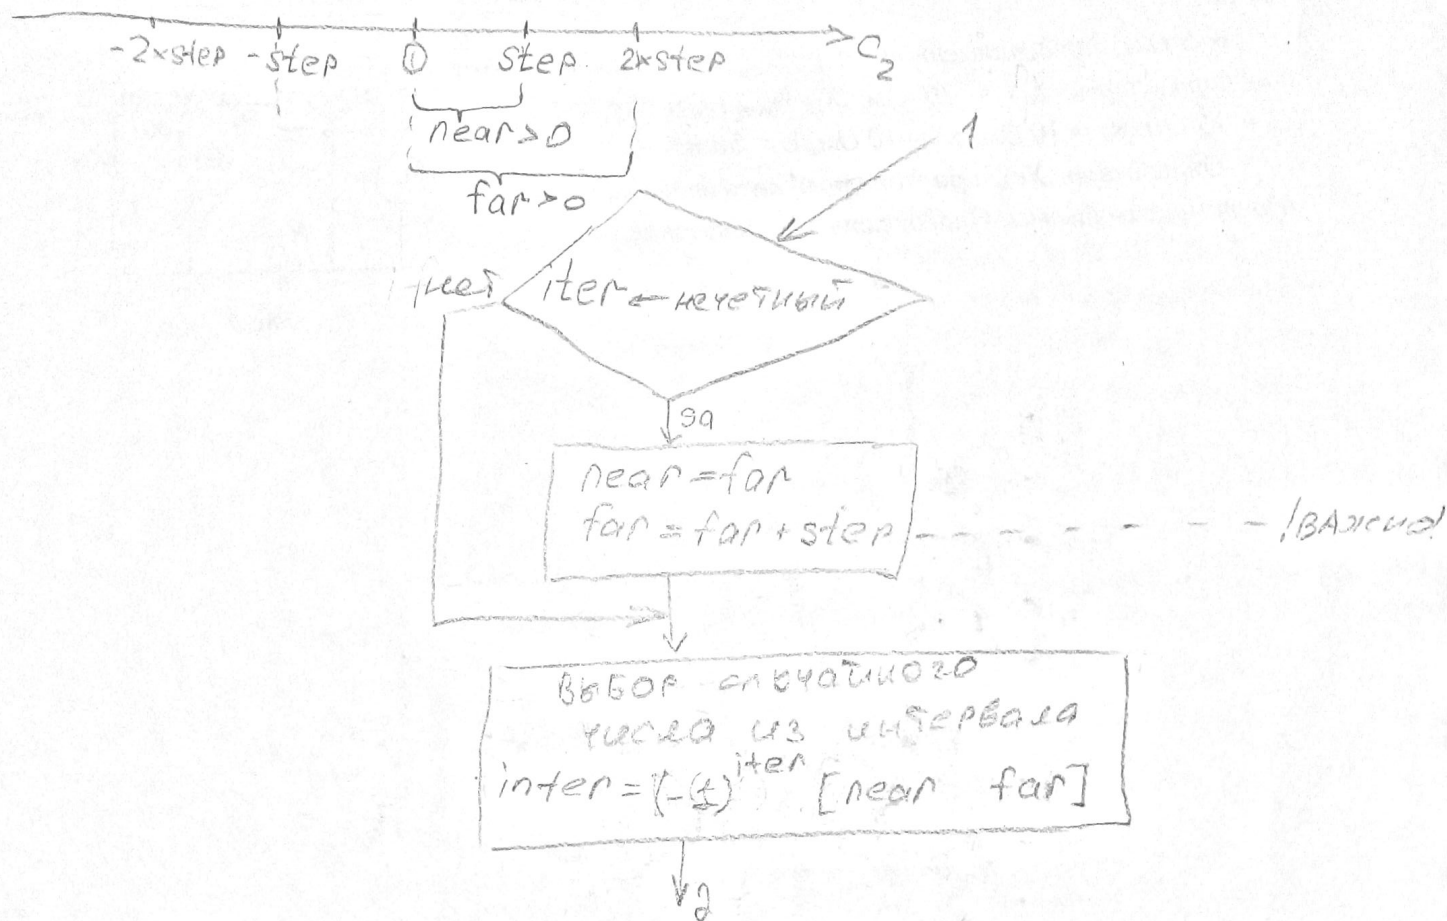 -2×step -step 0 step 2×step C₂
near>0
1
far>0
нет
iter ← нечетный
да
near = far
far = far + step
!важно!
выбор случайного
числа из интервала
inter = (-1)^iter [near far]
2